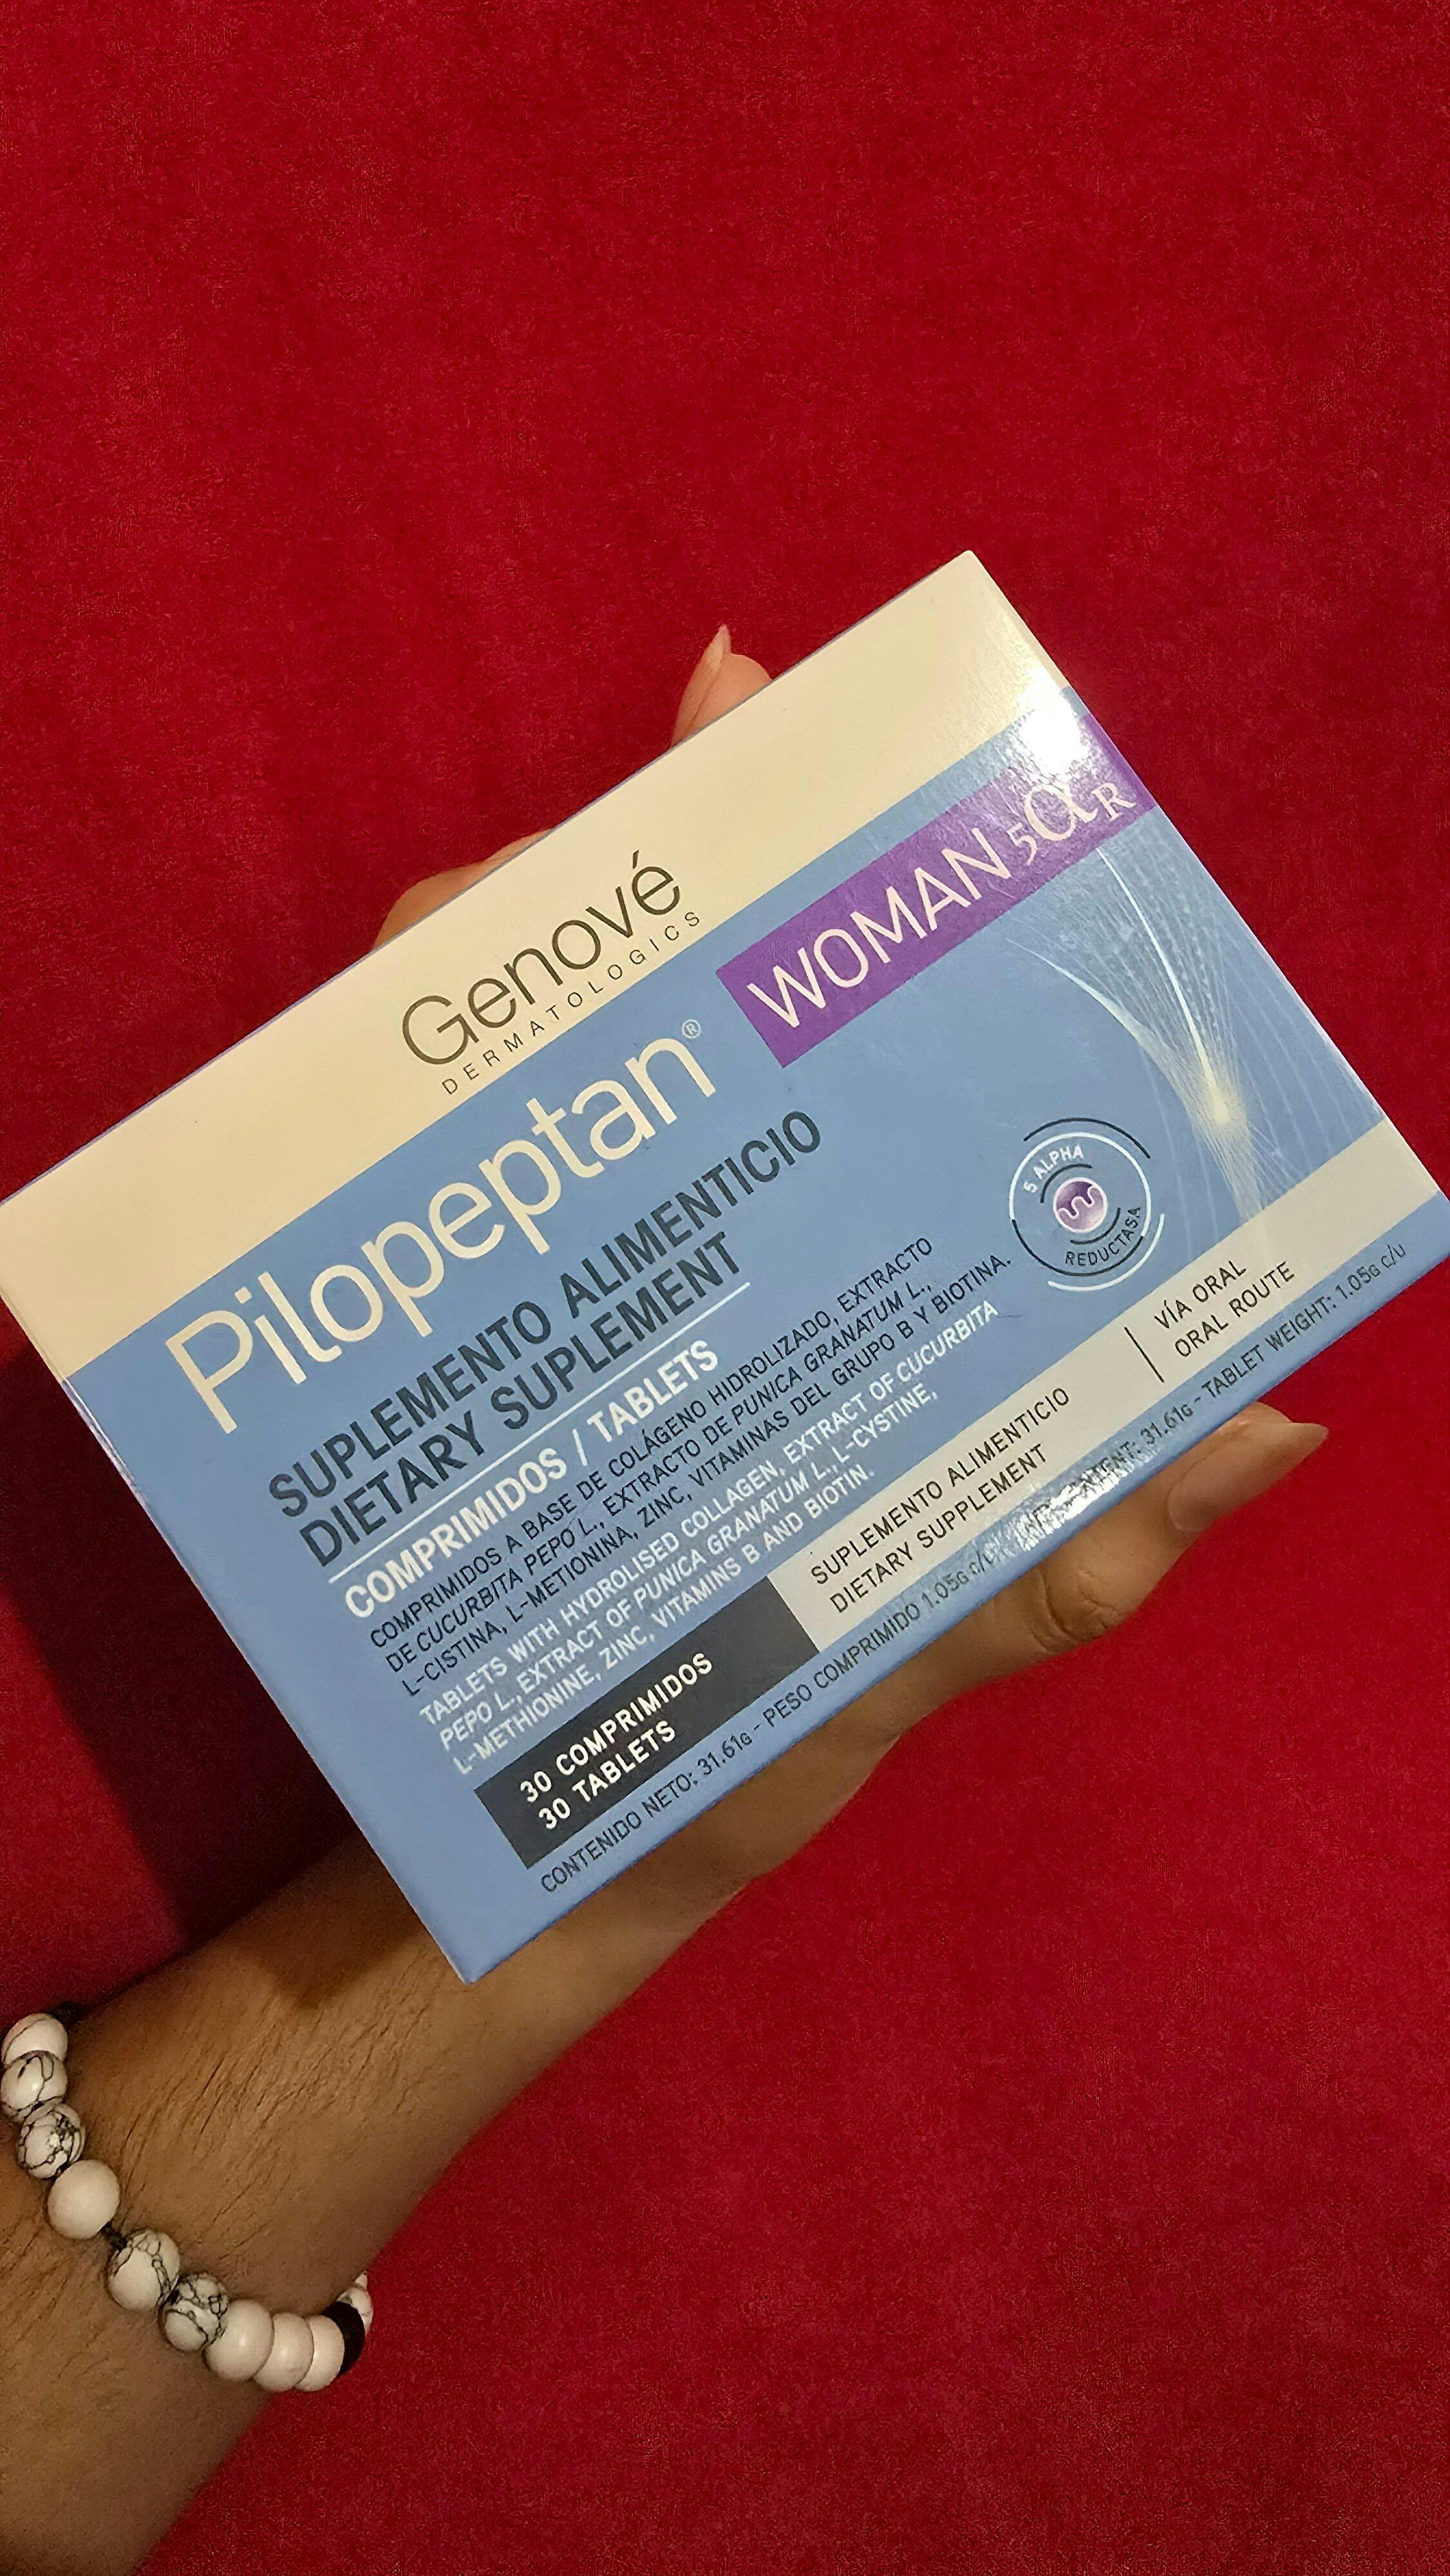 Genové
DERMATOLOGICS
Pilopeptan®
WOMAN 5αR
SUPLEMENTO ALIMENTICIO
DIETARY SUPLEMENT
COMPRIMIDOS / TABLETS
COMPRIMIDOS A BASE DE COLÁGENO HIDROLIZADO, EXTRACTO
DE CUCURBITA PEPO L., EXTRACTO DE PUNICA GRANATUM L.,
L-CISTINA, L-METIONINA, ZINC, VITAMINAS DEL GRUPO B Y BIOTINA.
TABLETS WITH HYDROLISED COLLAGEN, EXTRACT OF CUCURBITA
PEPO L., EXTRACT OF PUNICA GRANATUM L., L-CYSTINE,
L-METHIONINE, ZINC, VITAMINS B AND BIOTIN.
5 ALPHA
REDUCTASA
30 COMPRIMIDOS
30 TABLETS
SUPLEMENTO ALIMENTICIO
DIETARY SUPPLEMENT
VÍA ORAL
ORAL ROUTE
CONTENIDO NETO: 31.61G - PESO COMPRIMIDO 1.05G C/U 31.61G - TABLET WEIGHT: 1.05G C/U